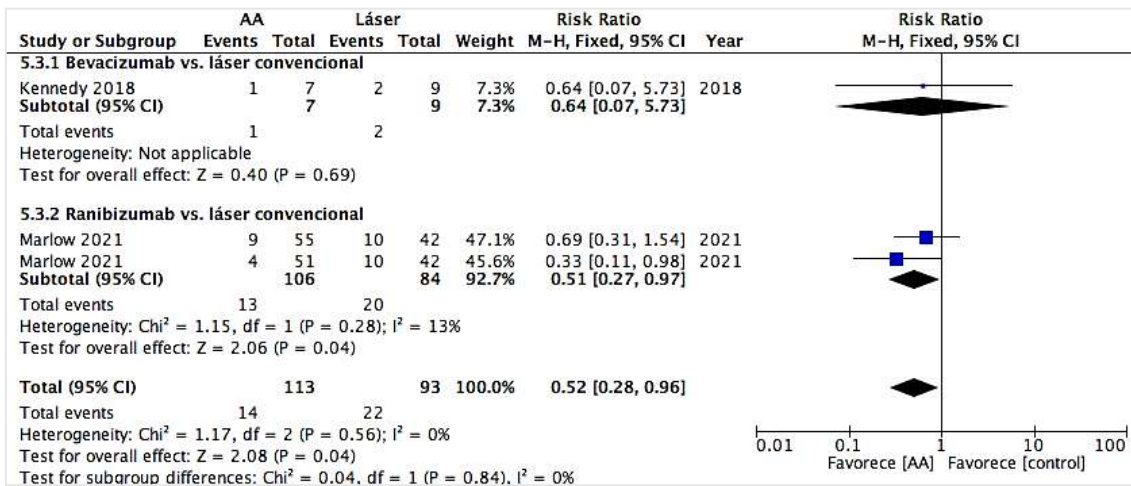 AA Láser Risk Ratio Risk Ratio
Study or Subgroup Events Total Events Total Weight M-H, Fixed, 95% CI Year M-H, Fixed, 95% CI
5.3.1 Bevacizumab vs. láser convencional
Kennedy 2018 1 7 2 9 7.3% 0.64 [0.07, 5.73] 2018
Subtotal (95% CI) 7 9 7.3% 0.64 [0.07, 5.73]
Total events 1 2
Heterogeneity: Not applicable
Test for overall effect: Z = 0.40 (P = 0.69)
5.3.2 Ranibizumab vs. láser convencional
Marlow 2021 9 55 10 42 47.1% 0.69 [0.31, 1.54] 2021
Marlow 2021 4 51 10 42 45.6% 0.33 [0.11, 0.98] 2021
Subtotal (95% CI) 106 84 92.7% 0.51 [0.27, 0.97]
Total events 13 20
Heterogeneity: Chi² = 1.15, df = 1 (P = 0.28); I² = 13%
Test for overall effect: Z = 2.06 (P = 0.04)
Total (95% CI) 113 93 100.0% 0.52 [0.28, 0.96]
Total events 14 22
Heterogeneity: Chi² = 1.17, df = 2 (P = 0.56); I² = 0%
Test for overall effect: Z = 2.08 (P = 0.04)
Test for subgroup differences: Chi² = 0.04, df = 1 (P = 0.84), I² = 0%
0.01 0.1 1 10 100
Favorece [AA] Favorece [control]